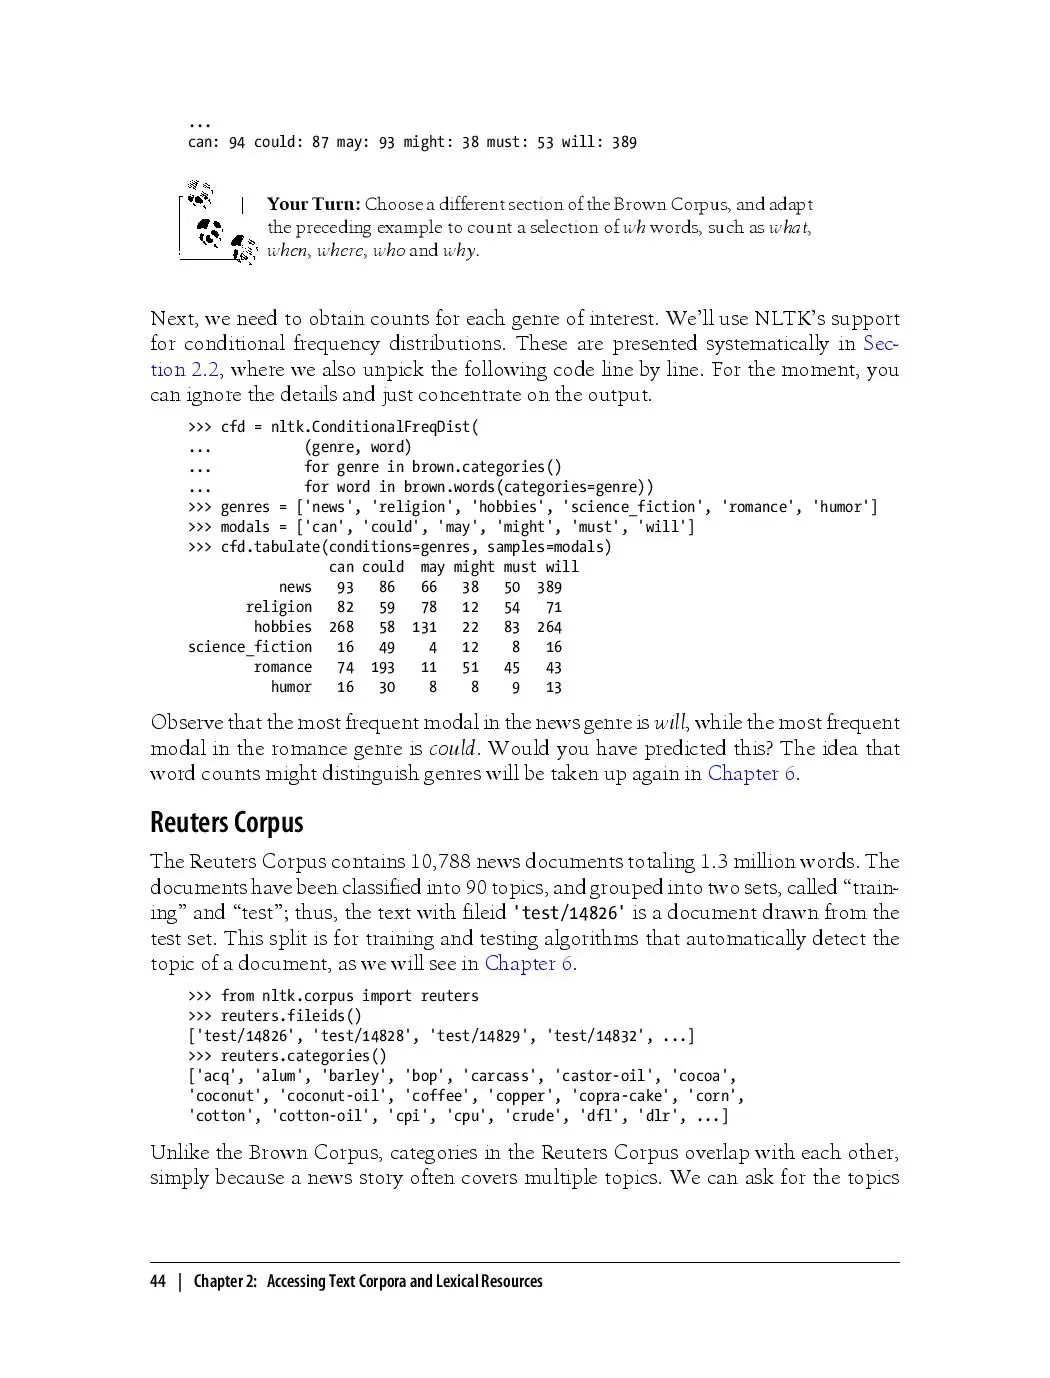 ...
can: 94 could: 87 may: 93 might: 38 must: 53 will: 389
Your Turn: Choose a different section of the Brown Corpus, and adapt
the preceding example to count a selection of wh words, such as what,
when, where, who and why.
Next, we need to obtain counts for each genre of interest. We’ll use NLTK’s support
for conditional frequency distributions. These are presented systematically in Sec-
tion 2.2, where we also unpick the following code line by line. For the moment, you
can ignore the details and just concentrate on the output.
>>> cfd = nltk.ConditionalFreqDist(
...           (genre, word)
...           for genre in brown.categories()
...           for word in brown.words(categories=genre))
>>> genres = ['news', 'religion', 'hobbies', 'science_fiction', 'romance', 'humor']
>>> modals = ['can', 'could', 'may', 'might', 'must', 'will']
>>> cfd.tabulate(conditions=genres, samples=modals)
                 can could  may might must will
           news   93   86   66   38   50  389
       religion   82   59   78   12   54   71
        hobbies  268   58  131   22   83  264
science_fiction   16   49    4   12    8   16
        romance   74  193   11   51   45   43
          humor   16   30    8    8    9   13
Observe that the most frequent modal in the news genre is will, while the most frequent
modal in the romance genre is could. Would you have predicted this? The idea that
word counts might distinguish genres will be taken up again in Chapter 6.
Reuters Corpus
The Reuters Corpus contains 10,788 news documents totaling 1.3 million words. The
documents have been classified into 90 topics, and grouped into two sets, called “train-
ing” and “test”; thus, the text with fileid 'test/14826' is a document drawn from the
test set. This split is for training and testing algorithms that automatically detect the
topic of a document, as we will see in Chapter 6.
>>> from nltk.corpus import reuters
>>> reuters.fileids()
['test/14826', 'test/14828', 'test/14829', 'test/14832', ...]
>>> reuters.categories()
['acq', 'alum', 'barley', 'bop', 'carcass', 'castor-oil', 'cocoa',
'coconut', 'coconut-oil', 'coffee', 'copper', 'copra-cake', 'corn',
'cotton', 'cotton-oil', 'cpi', 'cpu', 'crude', 'dfl', 'dlr', ...]
Unlike the Brown Corpus, categories in the Reuters Corpus overlap with each other,
simply because a news story often covers multiple topics. We can ask for the topics
44 | Chapter 2: Accessing Text Corpora and Lexical Resources